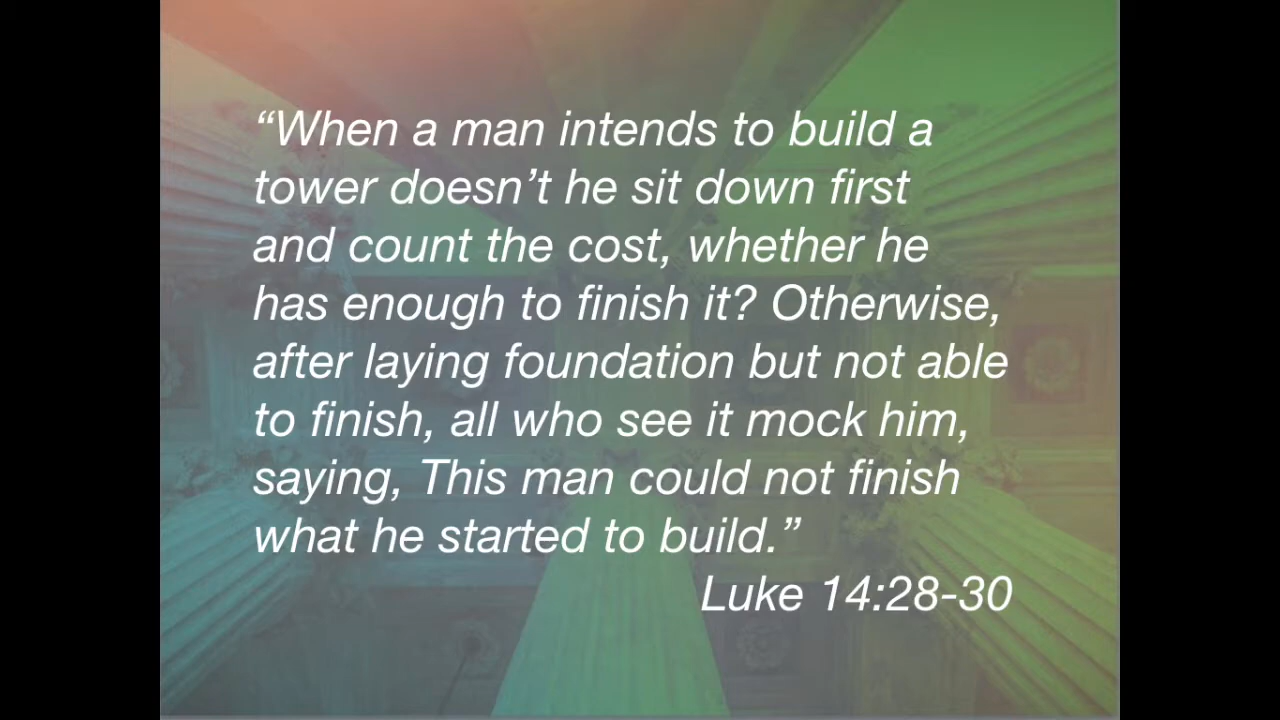 “When a man intends to build a
tower doesn’t he sit down first
and count the cost, whether he
has enough to finish it? Otherwise,
after laying foundation but not able
to finish, all who see it mock him,
saying, This man could not finish
what he started to build.”
Luke 14:28-30